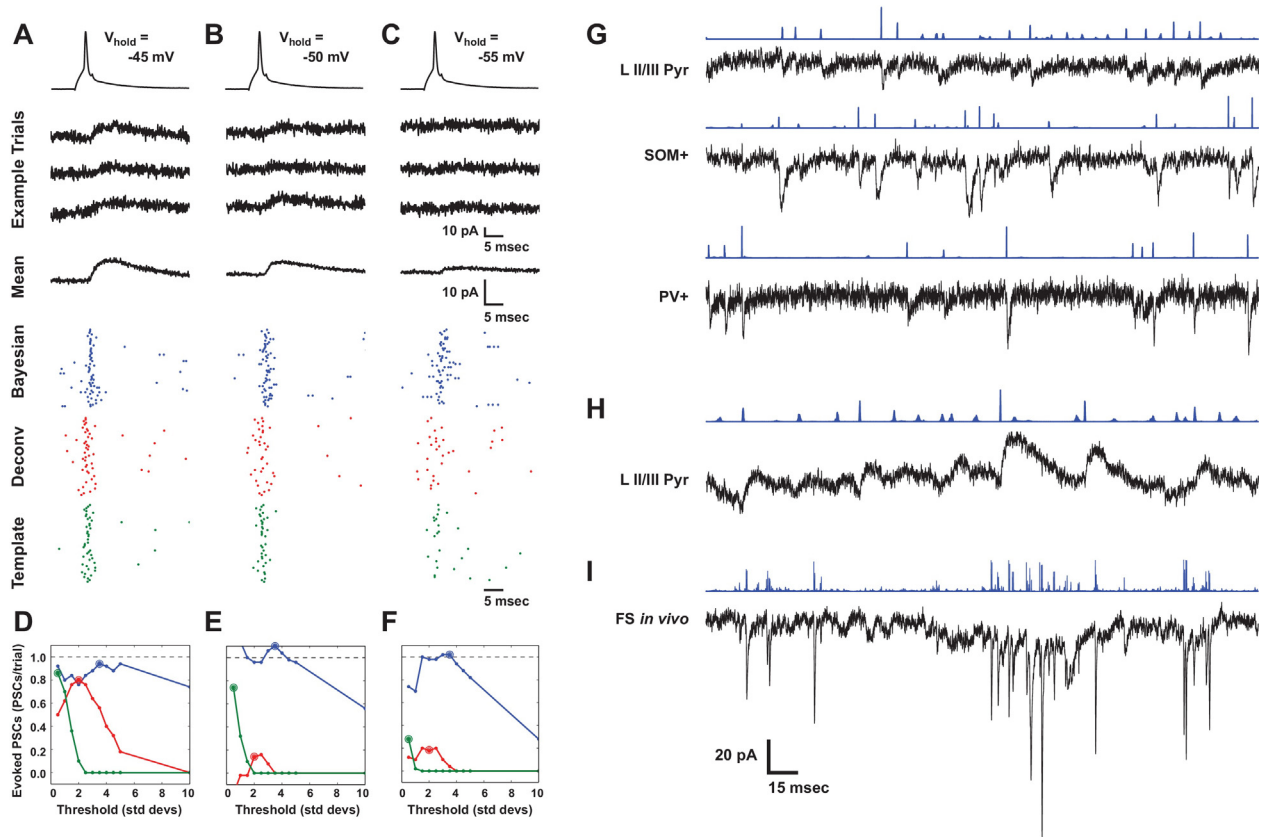 A
V hold =
-45 mV
B
V hold =
-50 mV
C
V hold =
-55 mV
Example Trials
10 pA
5 msec
Mean
10 pA
5 msec
Bayesian
Deconv
Template
5 msec
D
E
F
Evoked PSCs (PSCs/trial)
1.0
0.8
0.6
0.4
0.2
0.0
0 2 4 6 8 10
Threshold (std devs)
0 2 4 6 8 10
Threshold (std devs)
0 2 4 6 8 10
Threshold (std devs)
G
L II/III Pyr
SOM+
PV+
H
L II/III Pyr
I
FS in vivo
20 pA
15 msec